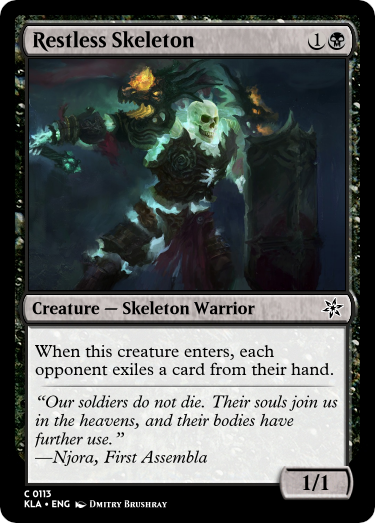 Restless Skeleton 1
Creature — Skeleton Warrior
When this creature enters, each
opponent exiles a card from their hand.
“Our soldiers do not die. Their souls join us
in the heavens, and their bodies have
further use.”
—Njora, First Assembla
1/1
C 0113
KLA • ENG Dmitry Brushray